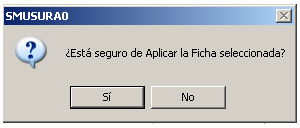 SMUSURA0
¿Está seguro de Aplicar la Ficha seleccionada?
Sí
No